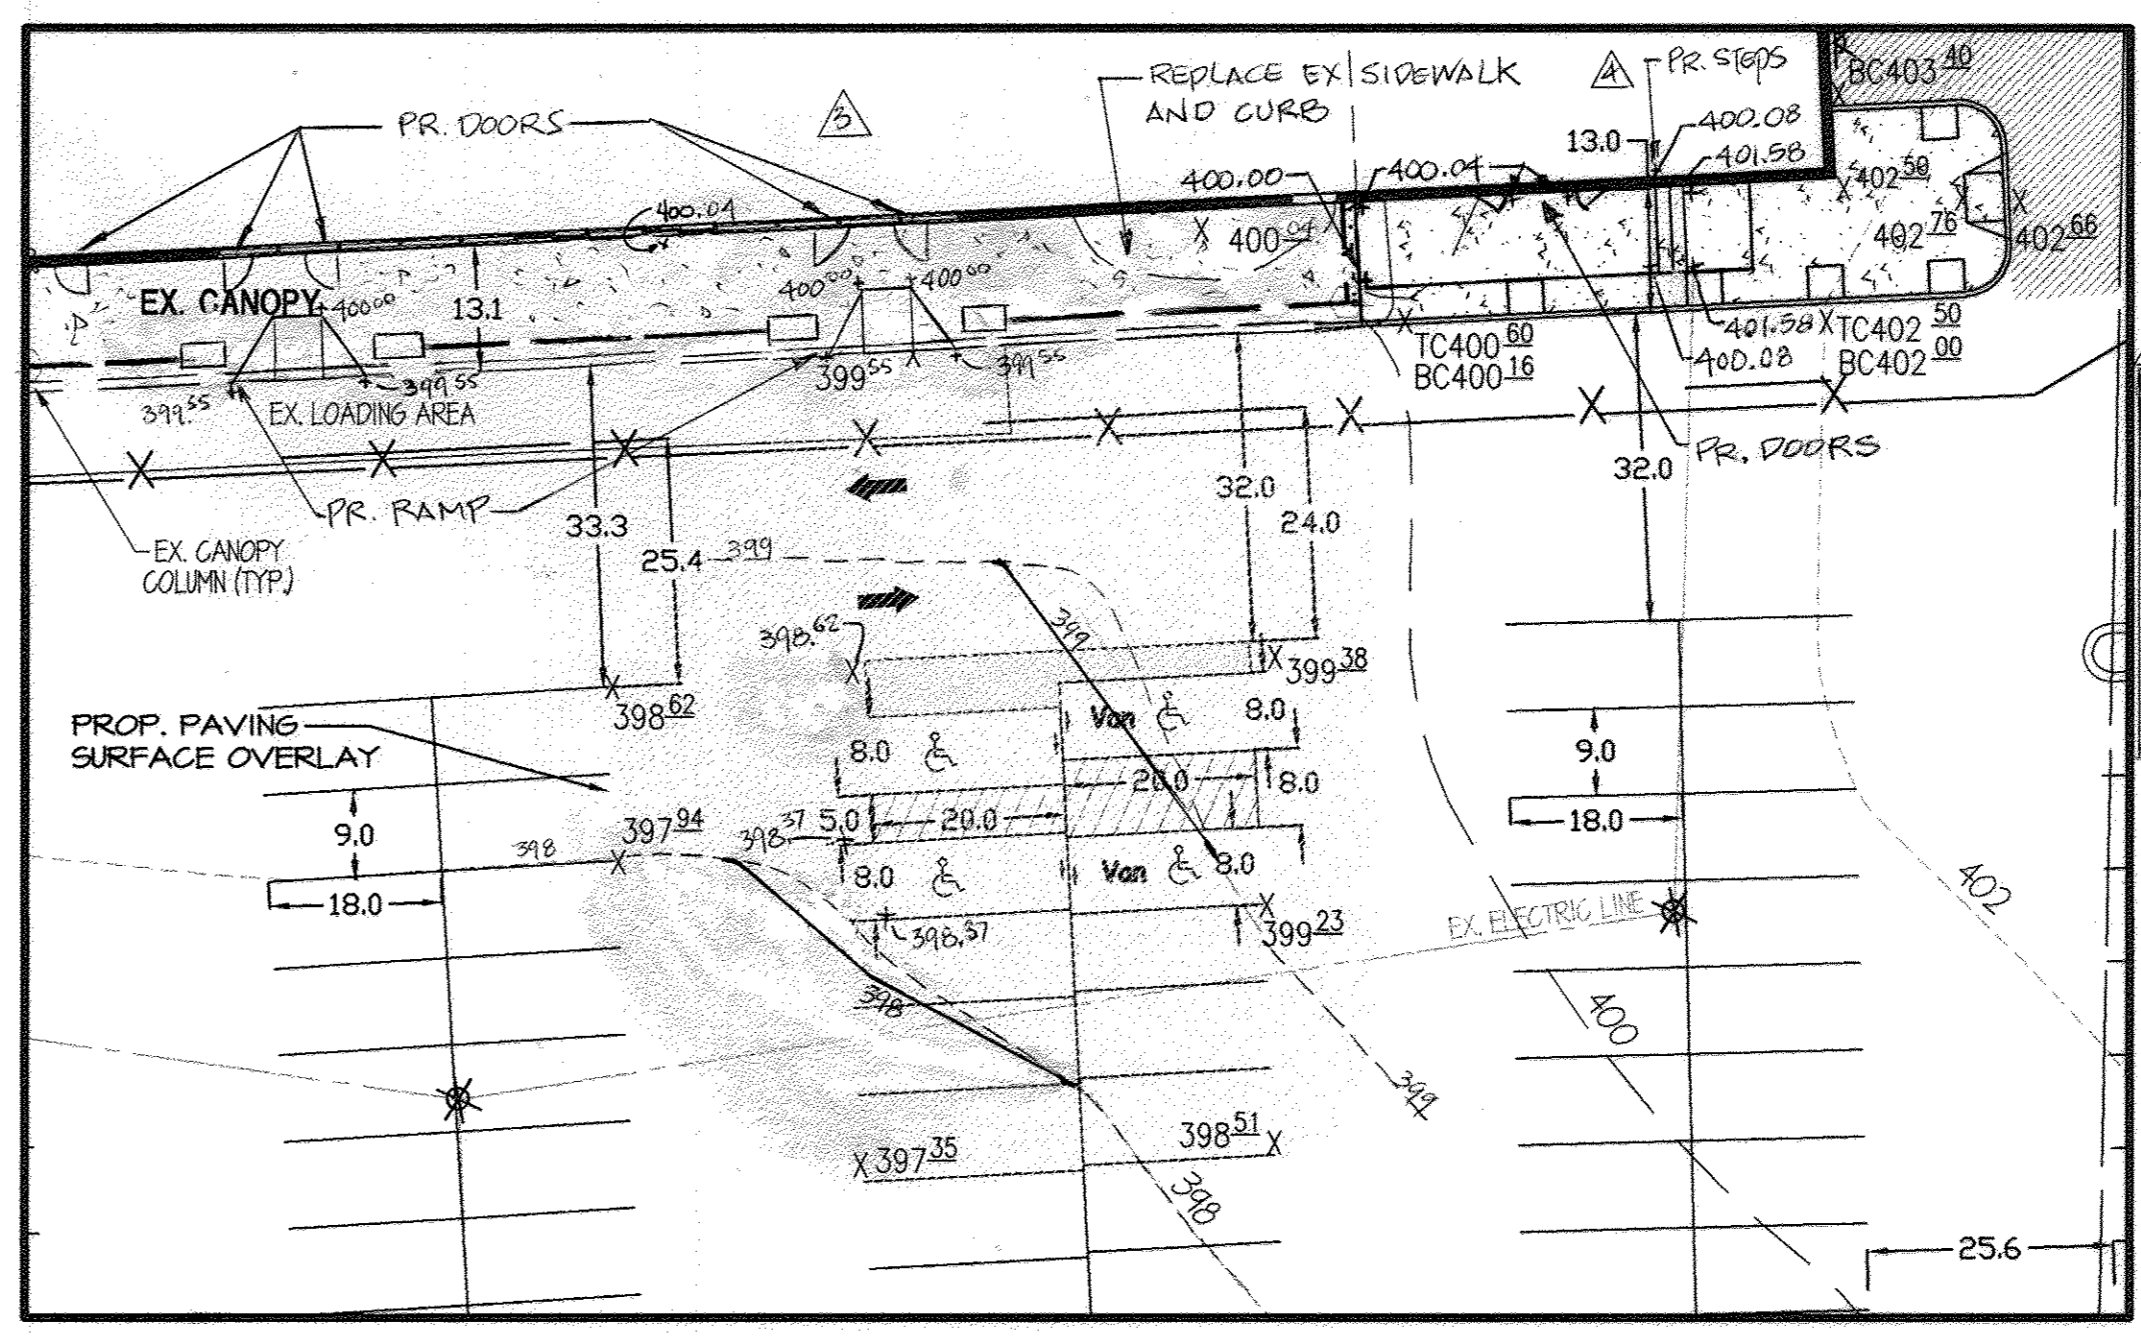 REPLACE EX SIDEWALK
AND CURB
4
PR. STEPS
BC403 40
PR. DOORS
3
13.0
400.08
401.58
400.00
400.04
402 50
400.04
400 04
402 76
402 66
EX. CANOPY
400 00
13.1
400 00
400 00
TC400 60
BC400 16
401.58
400.08
TC402 50
BC402 00
399.55
399 55
399 55
399 55
EX. LOADING AREA
PR. DOORS
32.0
32.0
24.0
PR. RAMP
33.3
25.4
399
EX. CANOPY
COLUMN (TYP.)
398.62
399
399 38
398 62
PROP. PAVING
SURFACE OVERLAY
8.0
Van
8.0
9.0
20.0
8.0
9.0
397 94
398.37
5.0
20.0
18.0
398
8.0
Van
8.0
402
18.0
398.37
399 23
EX. ELECTRIC LINE
398
400
399
397 35
398 51
398
25.6